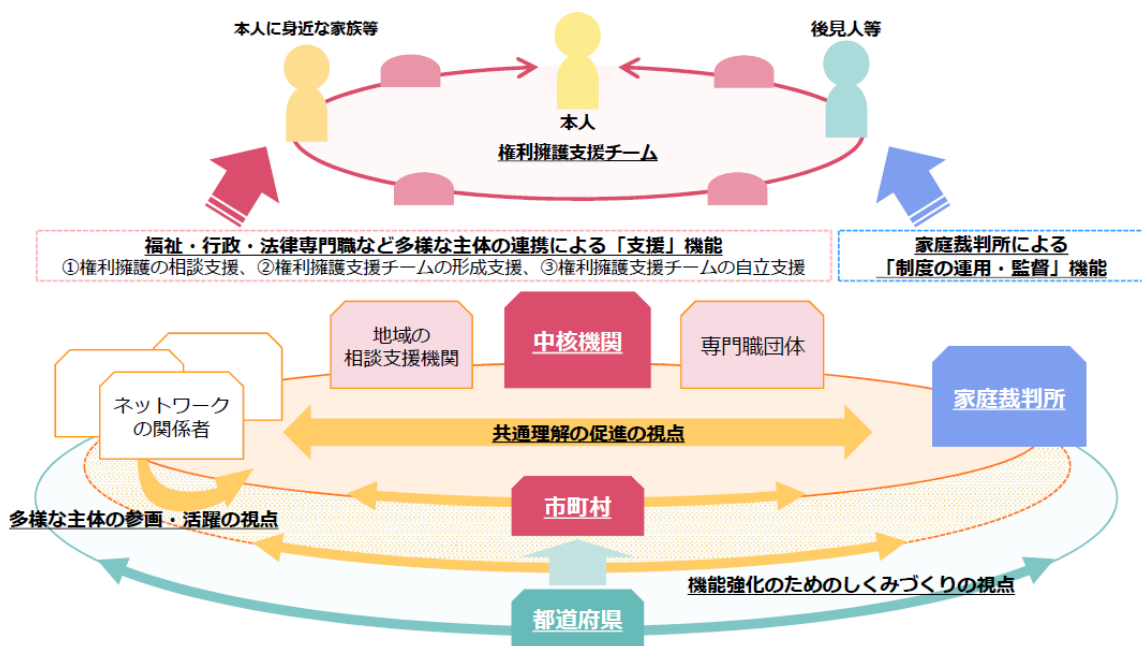 本人に身近な家族等
後見人等
本人
権利擁護支援チーム
福祉・行政・法律専門職など多様な主体の連携による「支援」機能
①権利擁護の相談支援、②権利擁護支援チームの形成支援、③権利擁護支援チームの自立支援
家庭裁判所による
「制度の運用・監督」機能
地域の
相談支援機関
中核機関
専門職団体
ネットワーク
の関係者
家庭裁判所
共通理解の促進の視点
市町村
多様な主体の参画・活躍の視点
機能強化のためのしくみづくりの視点
都道府県